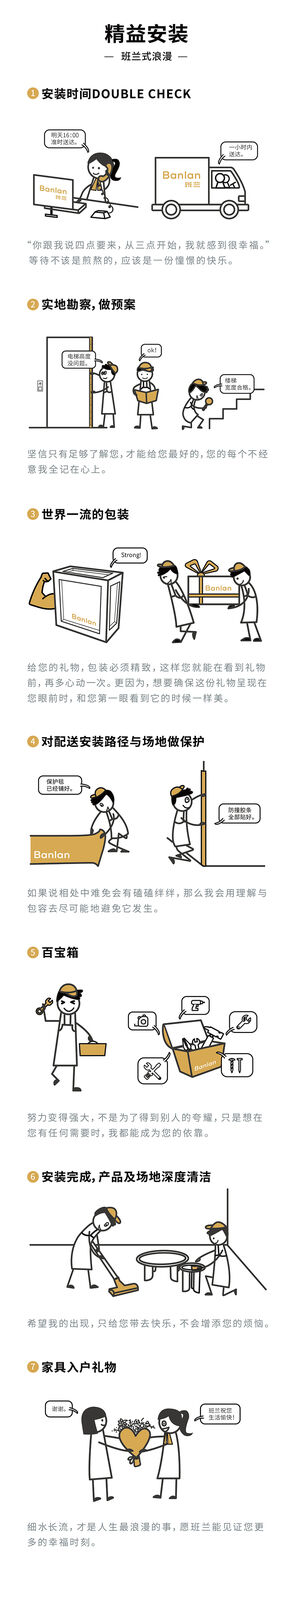 精益安装
— 班兰式浪漫 —
1 安装时间DOUBLE CHECK
明天16:00
准时送达。
一小时内
送达。
Banlan
班兰
Banlan
班兰
“你跟我说四点要来，从三点开始，我就感到很幸福。”
等待不该是煎熬的，应该是一份憧憬的快乐。
2 实地勘察，做预案
电梯高度
没问题。
ok!
楼梯
宽度合格。
坚信只有足够了解您，才能给您最好的，您的每个不经
意我全记在心上。
3 世界一流的包装
Strong!
Banlan
Banlan
给您的礼物，包装必须精致，这样您就能在看到礼物
前，再多心动一次。更因为，想要确保这份礼物呈现在
您眼前时，和您第一眼看到它的时候一样美。
4 对配送安装路径与场地做保护
保护毯
已经铺好。
防撞胶条
全部贴好。
Banlan
如果说相处中难免会有磕磕绊绊，那么我会用理解与
包容去尽可能地避免它发生。
5 百宝箱
Banlan
努力变得强大，不是为了得到别人的夸耀，只是想在
您有任何需要时，我都能成为您的依靠。
6 安装完成，产品及场地深度清洁
希望我的出现，只给您带去快乐，不会增添您的烦恼。
7 家具入户礼物
谢谢。
班兰祝您
生活愉快！
细水长流，才是人生最浪漫的事，愿班兰能见证您更
多的幸福时刻。